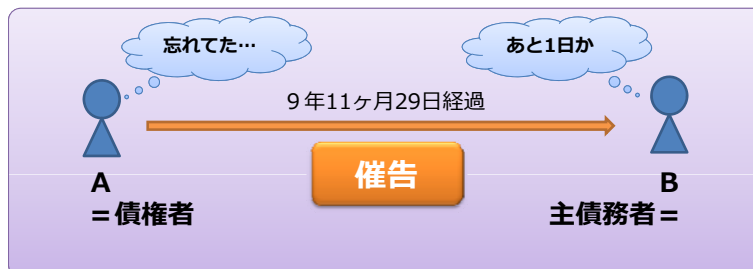 忘れてた…
あと1日か
９年11ヶ月29日経過
催告
A
＝債権者
B
主債務者＝